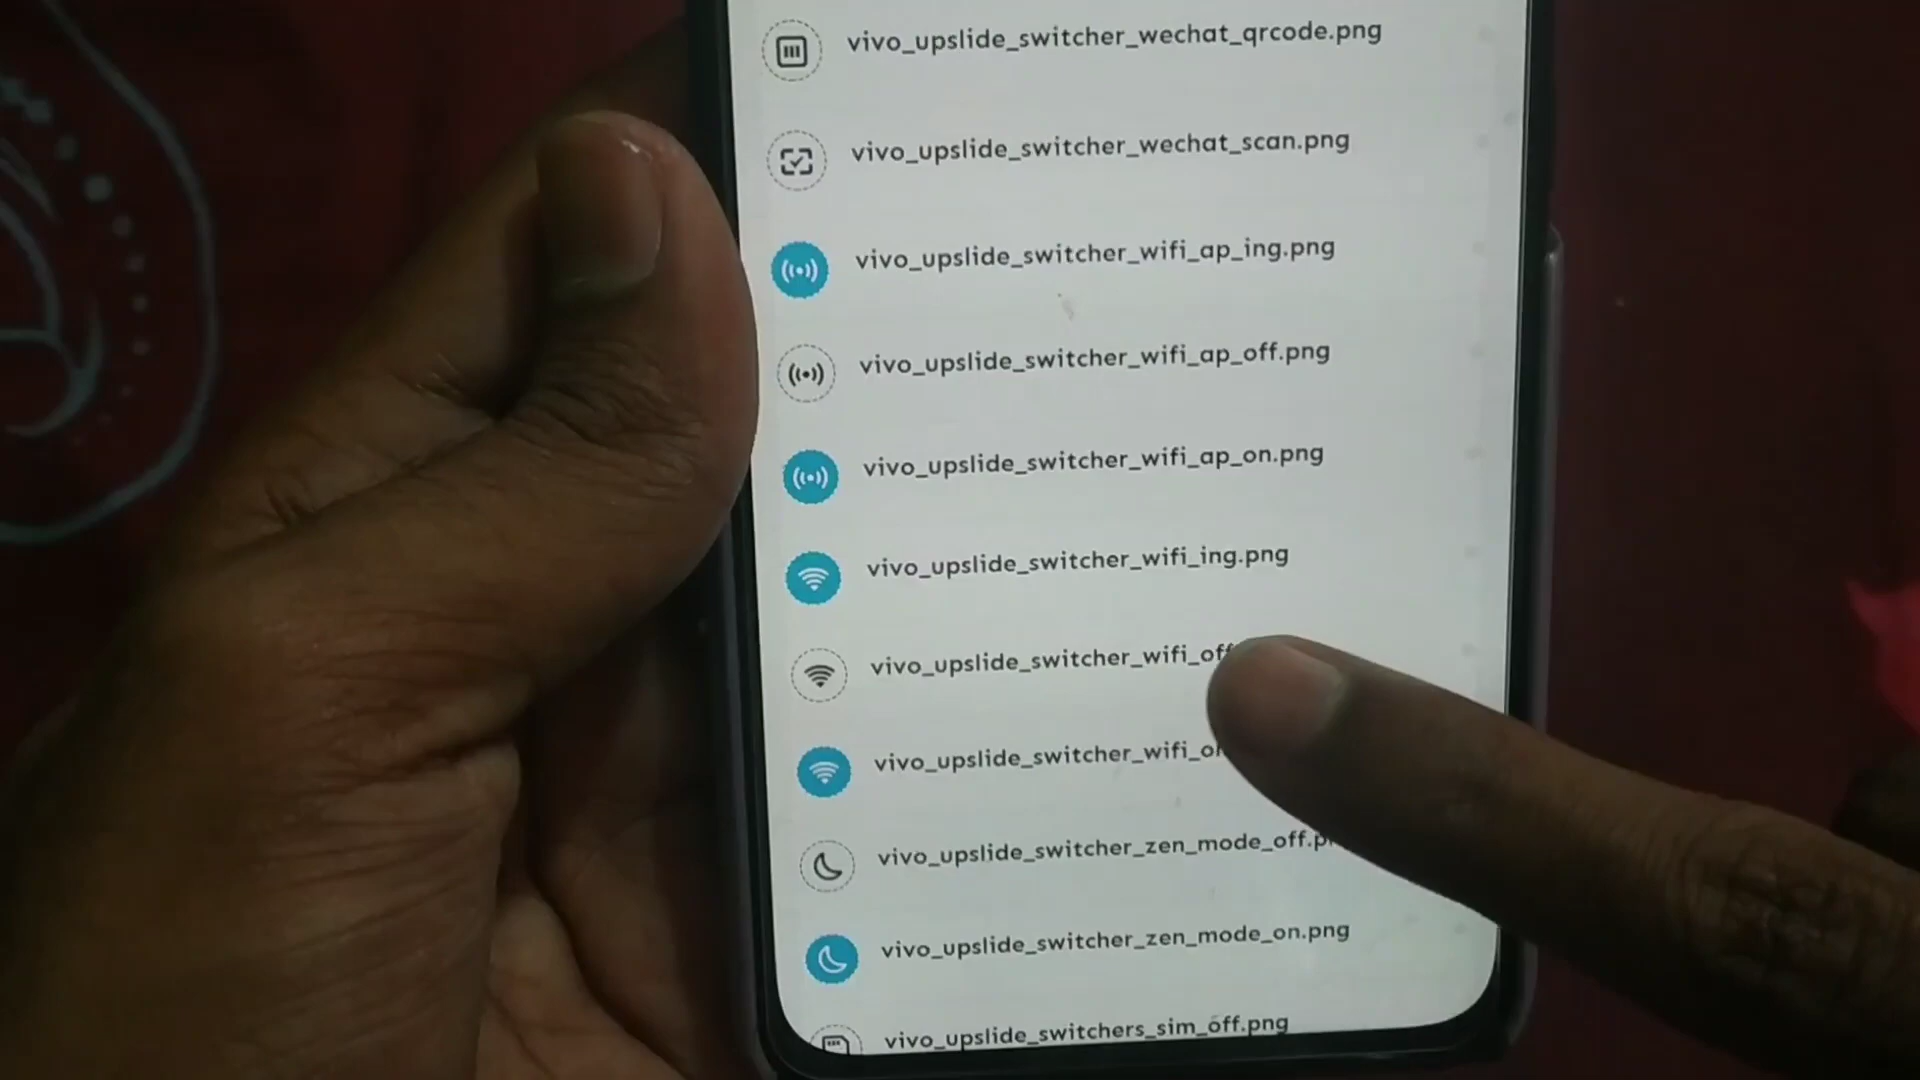 vivo_upslide_switcher_wechat_qrcode.png
vivo_upslide_switcher_wechat_scan.png
vivo_upslide_switcher_wifi_ap_ing.png
vivo_upslide_switcher_wifi_ap_off.png
vivo_upslide_switcher_wifi_ap_on.png
vivo_upslide_switcher_wifi_ing.png
vivo_upslide_switcher_wifi_off
vivo_upslide_switcher_wifi_o
vivo_upslide_switcher_zen_mode_off.p
vivo_upslide_switcher_zen_mode_on.png
vivo_upslide_switchers_sim_off.png